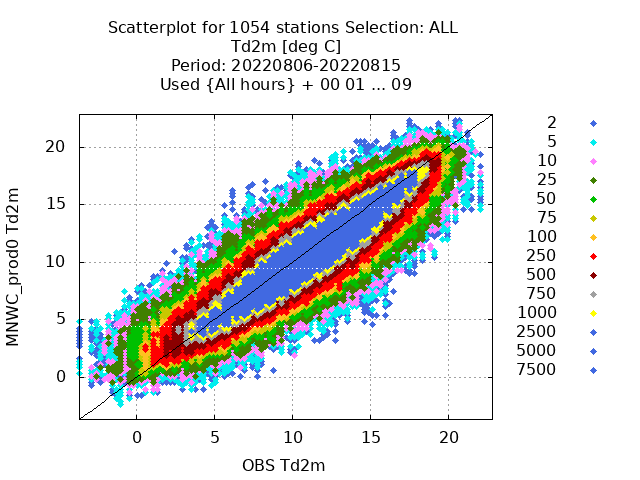 Scatterplot for 1054 stations Selection: ALL
Td2m [deg C]
Period: 20220806-20220815
Used {All hours} + 00 01 ... 09
MNWC_prod0 Td2m
20
15
10
5
0
0 5 10 15 20
OBS Td2m
2
5
10
25
50
75
100
250
500
750
1000
2500
5000
7500